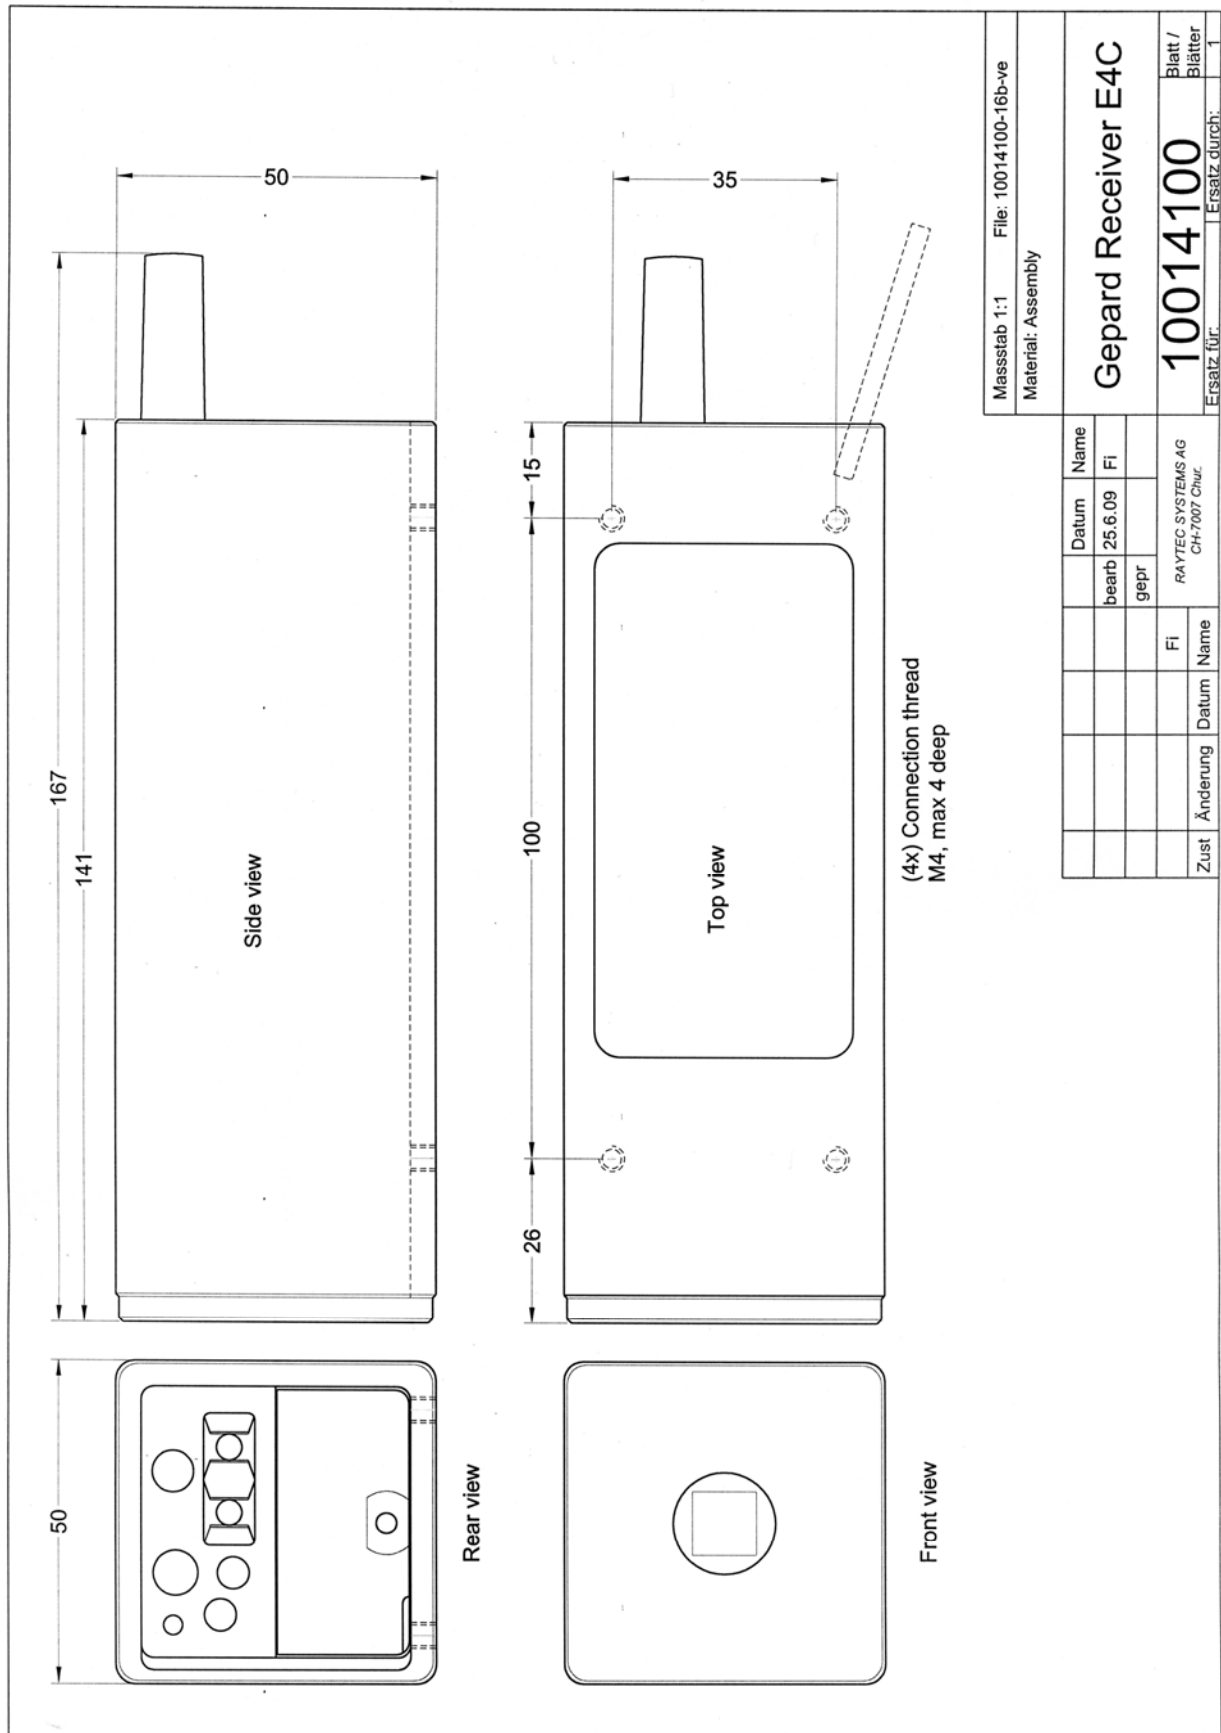 50
167
141
50
Side view
Rear view
35
15
100
26
Top view
(4x) Connection thread
M4, max 4 deep
Front view
Massstab 1:1 File: 10014100-16b-ve
Material: Assembly
Gepard Receiver E4C
10014100
Blatt /
Blätter
1
Ersatz für:
Ersatz durch:
Datum Name
bearb 25.6.09 Fi
gepr
RAYTEC SYSTEMS AG
CH-7007 Chur.
Fi
Zust Änderung Datum Name